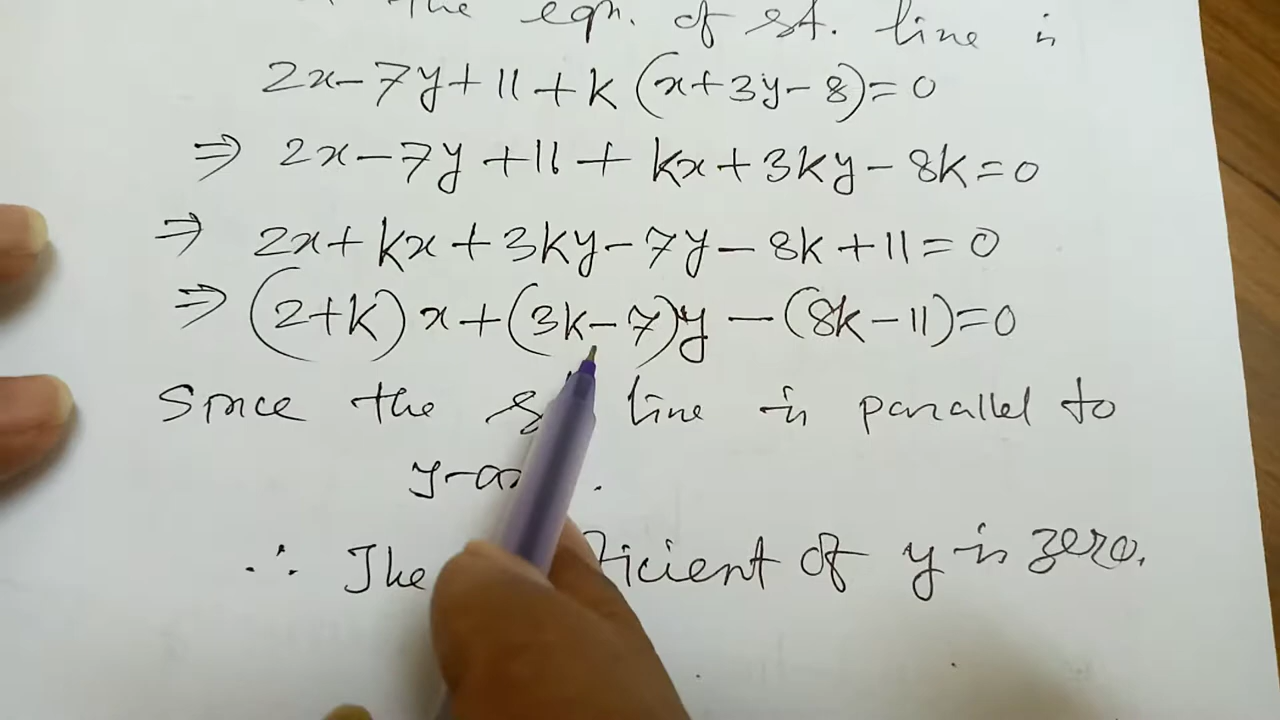 the eqn. of st. line is
2x-7y+11+k(x+3y-8)=0
⇒ 2x-7y+11+kx+3ky-8k=0
⇒ 2x+kx+3ky-7y-8k+11=0
⇒ (2+k)x+(3k-7)y-(8k-11)=0
Since the line is parallel to
∴ The of y is zero.